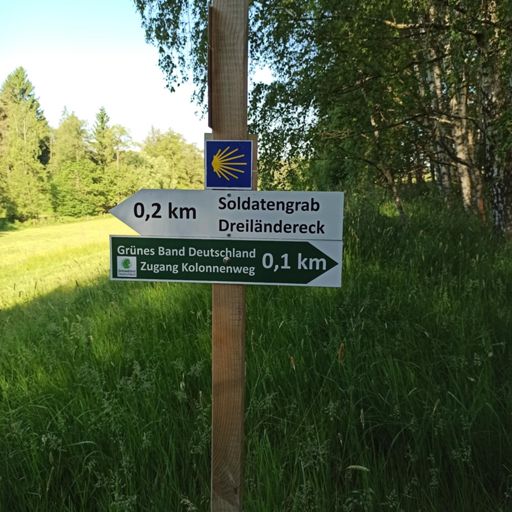 0,2 km
Soldatengrab
Dreiländereck
Grünes Band Deutschland
Zugang Kolonnenweg
0,1 km